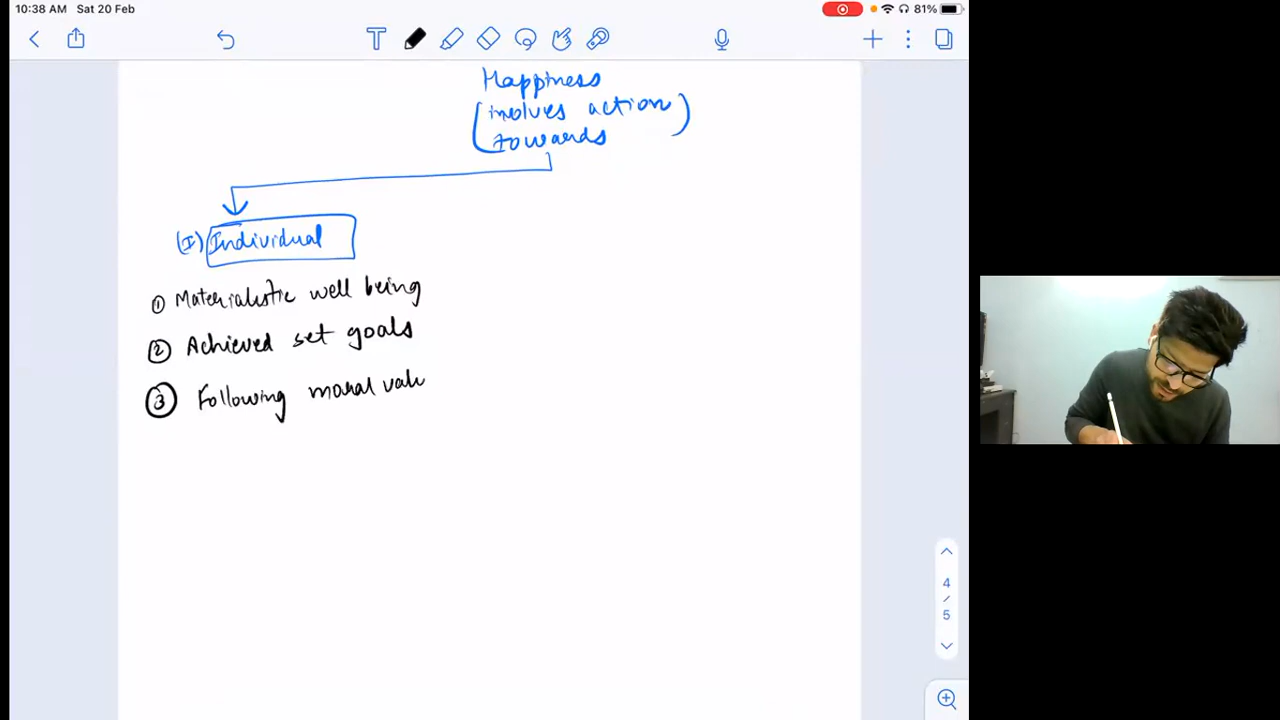 10:38 AM Sat 20 Feb
81%
T
Happiness
(involves action
towards)
(I) Individual
① Materialistic well being
② Achieved set goals
③ Following moral valu
4
/
5